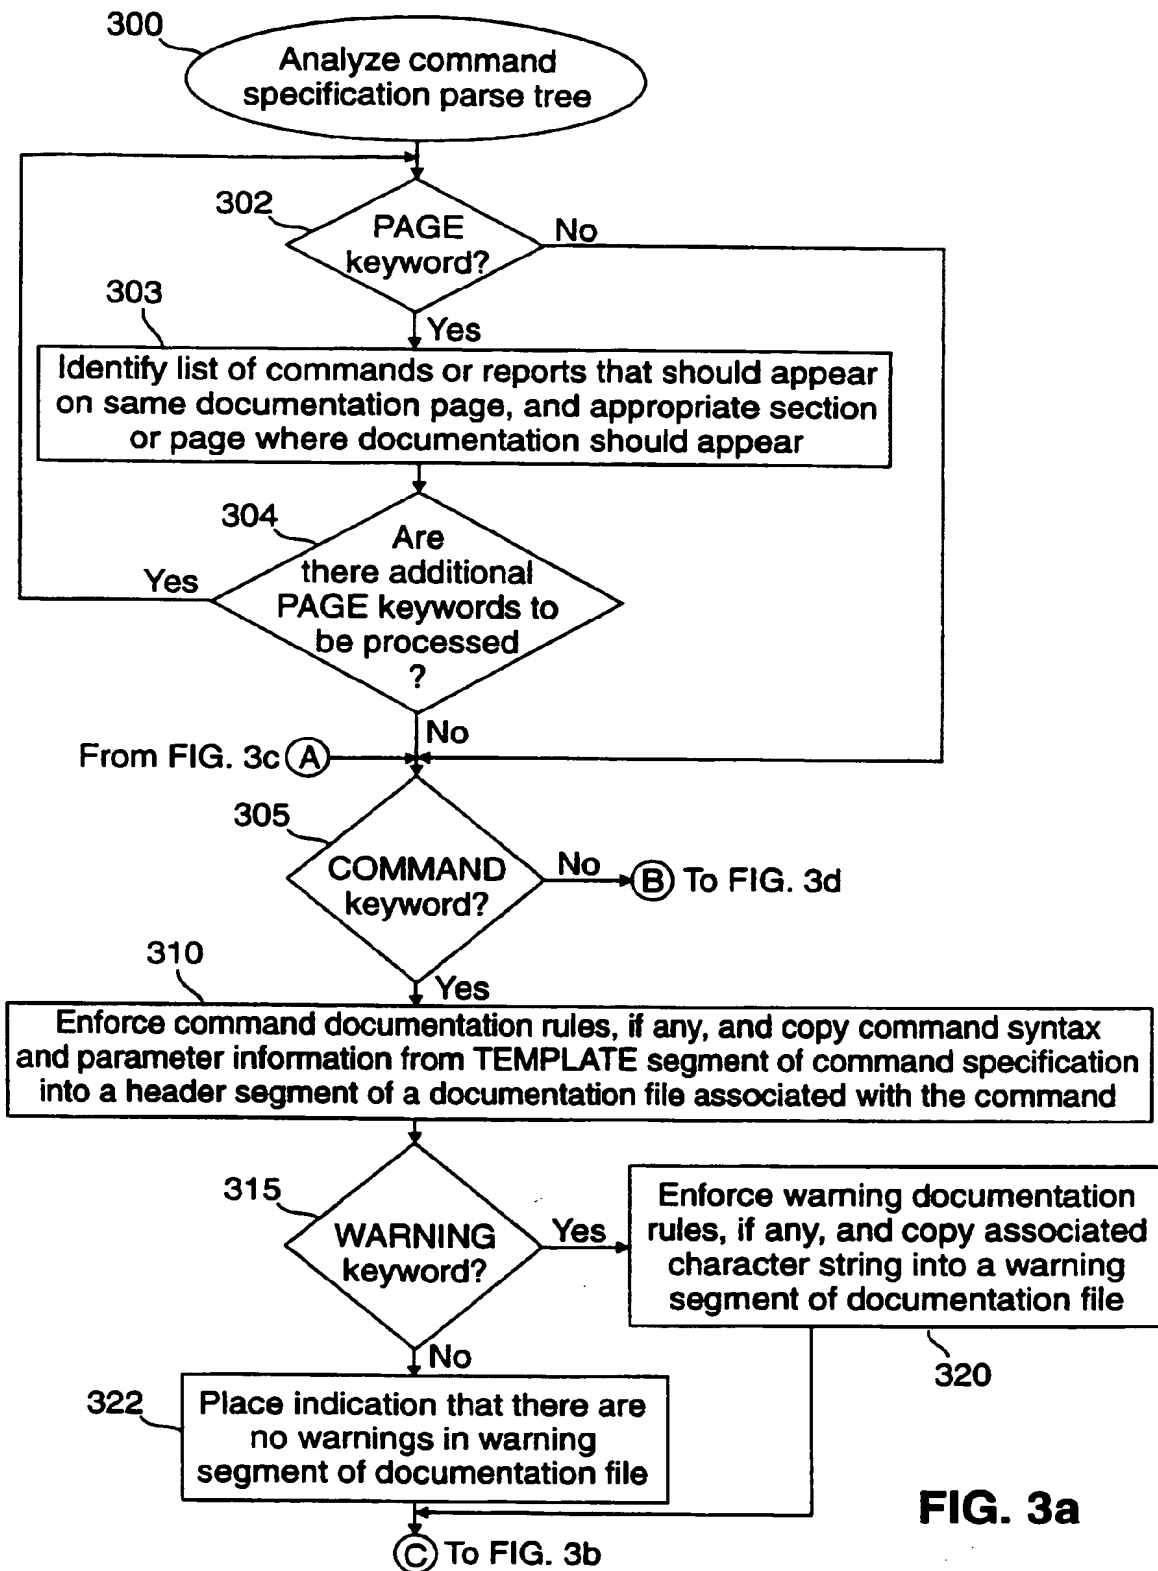 300
Analyze command
specification parse tree
302
PAGE
keyword?
No
303
Yes
Identify list of commands or reports that should appear
on same documentation page, and appropriate section
or page where documentation should appear
304
Are
there additional
PAGE keywords to
be processed
?
Yes
No
From FIG. 3c A
305
COMMAND
keyword?
No
B To FIG. 3d
310
Yes
Enforce command documentation rules, if any, and copy command syntax
and parameter information from TEMPLATE segment of command specification
into a header segment of a documentation file associated with the command
315
WARNING
keyword?
Yes
Enforce warning documentation
rules, if any, and copy associated
character string into a warning
segment of documentation file
320
No
322
Place indication that there are
no warnings in warning
segment of documentation file
FIG. 3a
C To FIG. 3b